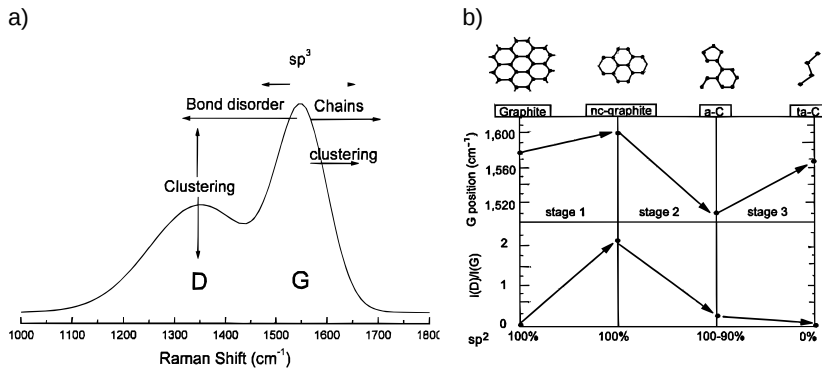 a)
sp³
Bond disorder
Chains
clustering
Clustering
D
G
1000
1100
1200
1300
1400
1500
1600
1700
1800
Raman Shift (cm⁻¹)
b)
Graphite
nc-graphite
a-C
ta-C
G position (cm⁻¹)
1,600
1,560
1,520
stage 1
stage 2
stage 3
I(D)/I(G)
2
1
0
sp²
100%
100%
100-90%
0%